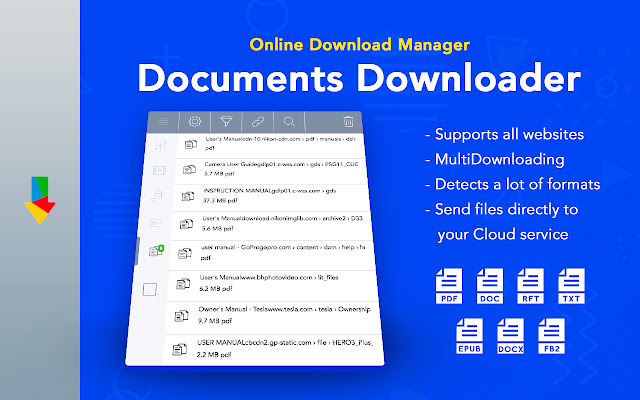 Online Download Manager
Documents Downloader
User's Manualcdn-10.nikon-cdn.com › pdf › manuals › dslr
pdf
Camera User Guidegdlp01.c-wss.com › gds › PSG11_CUG
5.7 MB pdf
INSTRUCTION MANUALgdlp01.c-wss.com › gds
37.3 MB pdf
User's Manualdownload.nikonimglib.com › archive2 › D33
5.6 MB pdf
user manual - GoProgopro.com › content › dam › help › he
pdf
User's Manualwww.bhphotovideo.com › lit_files
6.2 MB pdf
Owner's Manual - Teslawww.tesla.com › tesla › Ownership
9.7 MB pdf
USER MANUALcbcdn2.gp-static.com › file › HERO3_Plus_
2.2 MB pdf
- Supports all websites
- MultiDownloading
- Detects a lot of formats
- Send files directly to
your Cloud service
PDF DOC RFT TXT
EPUB DOCX FB2